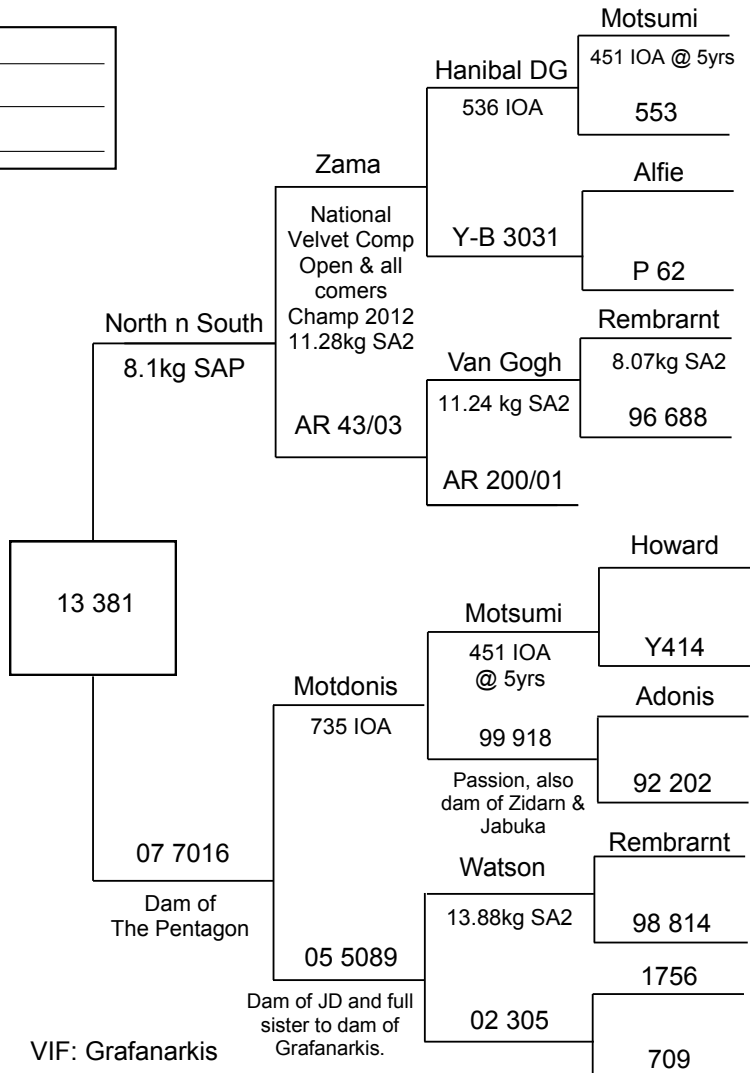 Motsumi
451 IOA @ 5yrs
Hanibal DG
536 IOA
553
Zama
Alfie
National
Velvet Comp
Open & all
comers
Champ 2012
11.28kg SA2
Y-B 3031
P 62
North n South
8.1kg SAP
Rembrarnt
8.07kg SA2
Van Gogh
11.24 kg SA2
96 688
AR 43/03
AR 200/01
13 381
Howard
Motsumi
451 IOA
@ 5yrs
Y414
Motdonis
735 IOA
Adonis
99 918
Passion, also
dam of Zidarn &
Jabuka
92 202
07 7016
Dam of
The Pentagon
Rembrarnt
Watson
13.88kg SA2
98 814
05 5089
Dam of JD and full
sister to dam of
Grafanarkis.
1756
02 305
709
VIF: Grafanarkis